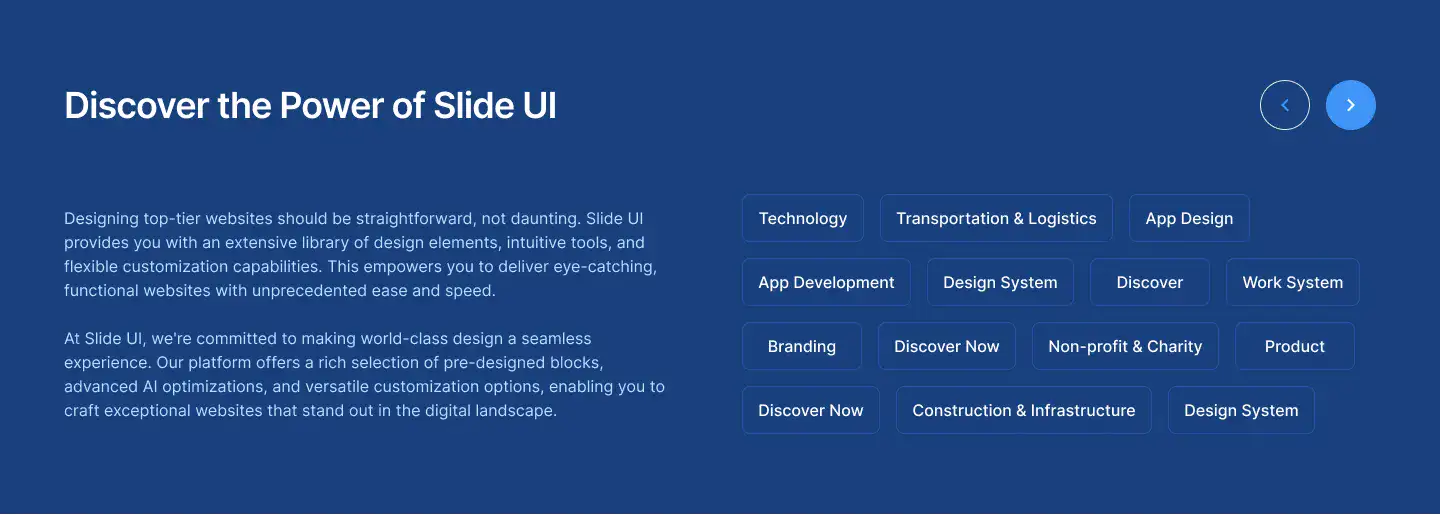 Discover the Power of Slide UI
Designing top-tier websites should be straightforward, not daunting. Slide UI
provides you with an extensive library of design elements, intuitive tools, and
flexible customization capabilities. This empowers you to deliver eye-catching,
functional websites with unprecedented ease and speed.
At Slide UI, we're committed to making world-class design a seamless
experience. Our platform offers a rich selection of pre-designed blocks,
advanced AI optimizations, and versatile customization options, enabling you to
craft exceptional websites that stand out in the digital landscape.
Technology Transportation & Logistics App Design
App Development Design System Discover Work System
Branding Discover Now Non-profit & Charity Product
Discover Now Construction & Infrastructure Design System